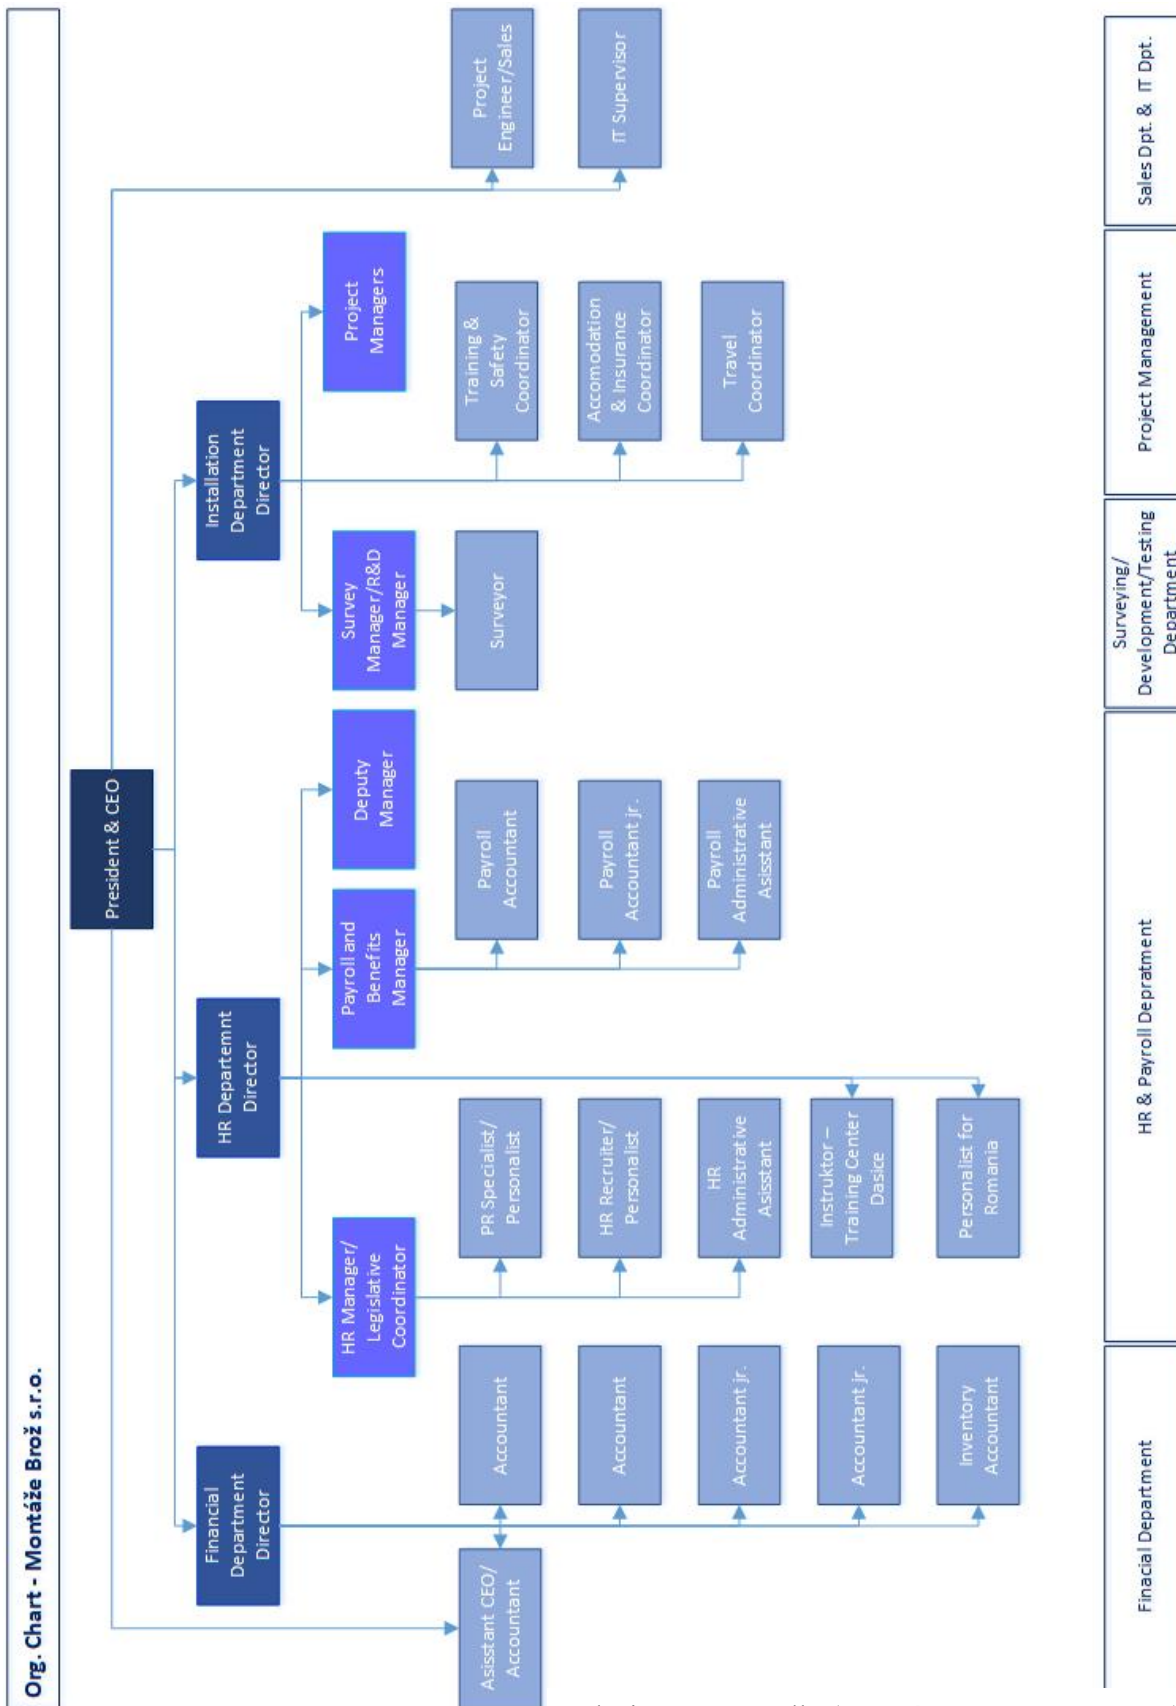 Org. Chart - Montáže Brož s.r.o.
President & CEO
Financial
Department
Director
HR Departemnt
Director
Installation
Department
Director
HR Manager/
Legislative
Coordinator
Payroll and
Benefits
Manager
Deputy
Manager
Survey
Manager/R&D
Manager
Project
Managers
Asisstant CEO/
Accountant
Accountant
PR Specialist/
Personalist
Payroll
Accountant
Surveyor
Training &
Safety
Coordinator
Project
Engineer/Sales
Accountant
HR Recruiter/
Personalist
Payroll
Accountant jr.
Accomodation
& Insurance
Coordinator
IT Supervisor
Accountant jr.
HR
Administrative
Asisstant
Payroll
Administrative
Asisstant
Travel
Coordinator
Accountant jr.
Instruktor –
Training Center
Dasice
Inventory
Accountant
Personalist for
Romania
Finacial Department
HR & Payroll Depratment
Surveying/
Development/Testing
Department
Project Management
Sales Dpt. & IT Dpt.